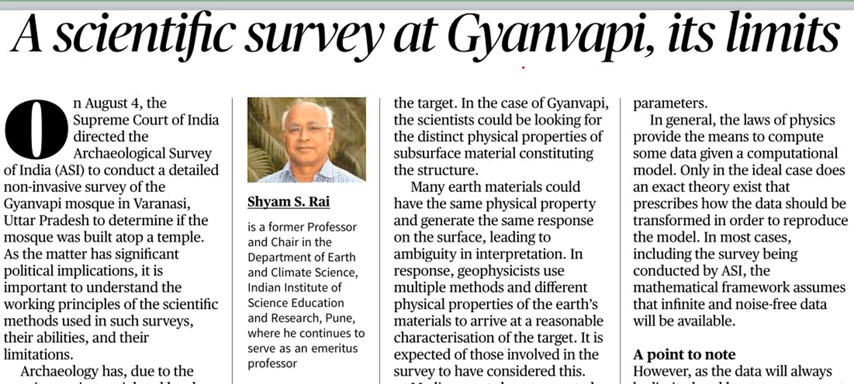 A scientific survey at Gyanvapi, its limits
On August 4, the
Supreme Court of India
directed the
Archaeological Survey
of India (ASI) to conduct a detailed
non-invasive survey of the
Gyanvapi mosque in Varanasi,
Uttar Pradesh to determine if the
mosque was built atop a temple.
As the matter has significant
political implications, it is
important to understand the
working principles of the scientific
methods used in such surveys,
their abilities, and their
limitations.
Archaeology has, due to the
Shyam S. Rai
is a former Professor
and Chair in the
Department of Earth
and Climate Science,
Indian Institute of
Science Education
and Research, Pune,
where he continues to
serve as an emeritus
professor
the target. In the case of Gyanvapi,
the scientists could be looking for
the distinct physical properties of
subsurface material constituting
the structure.
Many earth materials could
have the same physical property
and generate the same response
on the surface, leading to
ambiguity in interpretation. In
response, geophysicists use
multiple methods and different
physical properties of the earth's
materials to arrive at a reasonable
characterisation of the target. It is
expected of those involved in the
survey to have considered this.
parameters.
In general, the laws of physics
provide the means to compute
some data given a computational
model. Only in the ideal case does
an exact theory exist that
prescribes how the data should be
transformed in order to reproduce
the model. In most cases,
including the survey being
conducted by ASI, the
mathematical framework assumes
that infinite and noise-free data
will be available.
A point to note
However, as the data will always